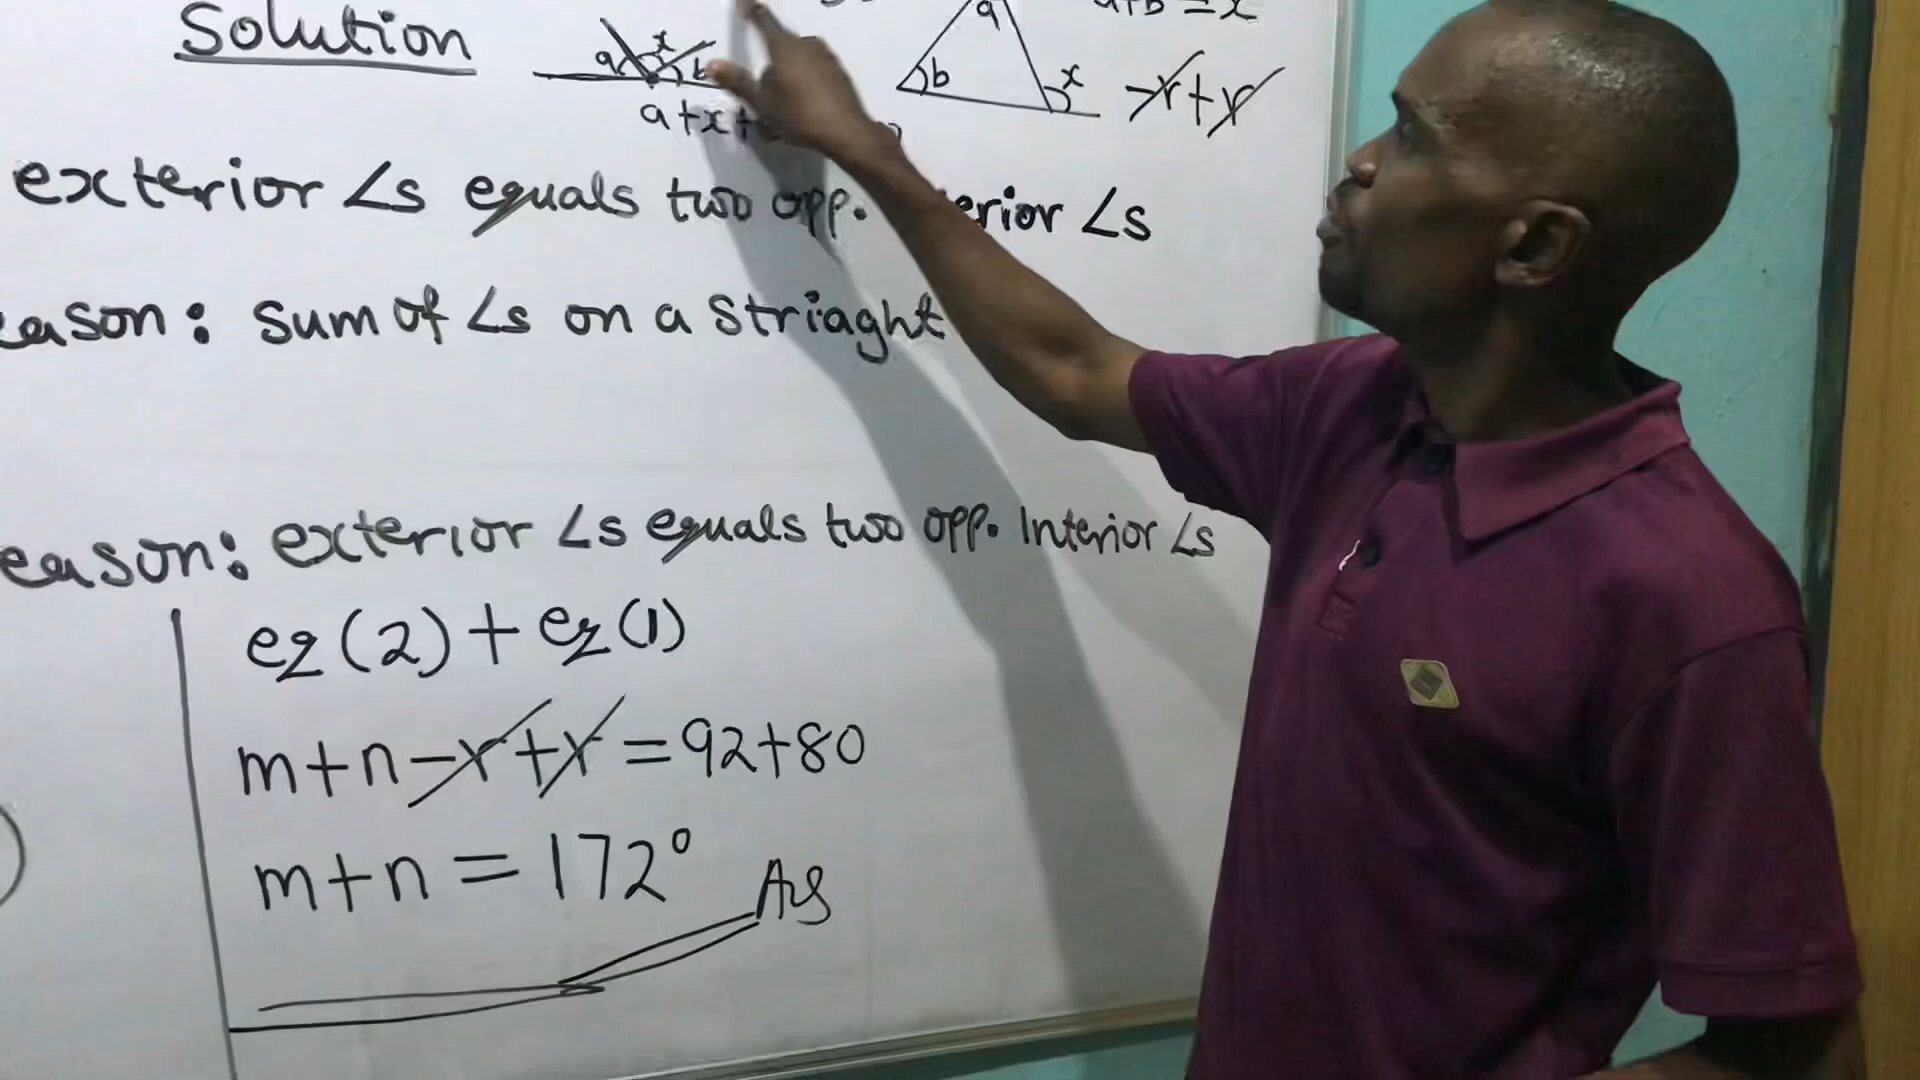 Solution
a x b
a+x+
a b x
a+b=x
-r+r
exterior ∠s equals two opp. erior ∠s
eason: sum of ∠s on a striaght
eason: exterior ∠s equals two opp. Interior ∠s
eq(2)+eq(1)
m+n-r+r=92+80
m+n=172°
Ans